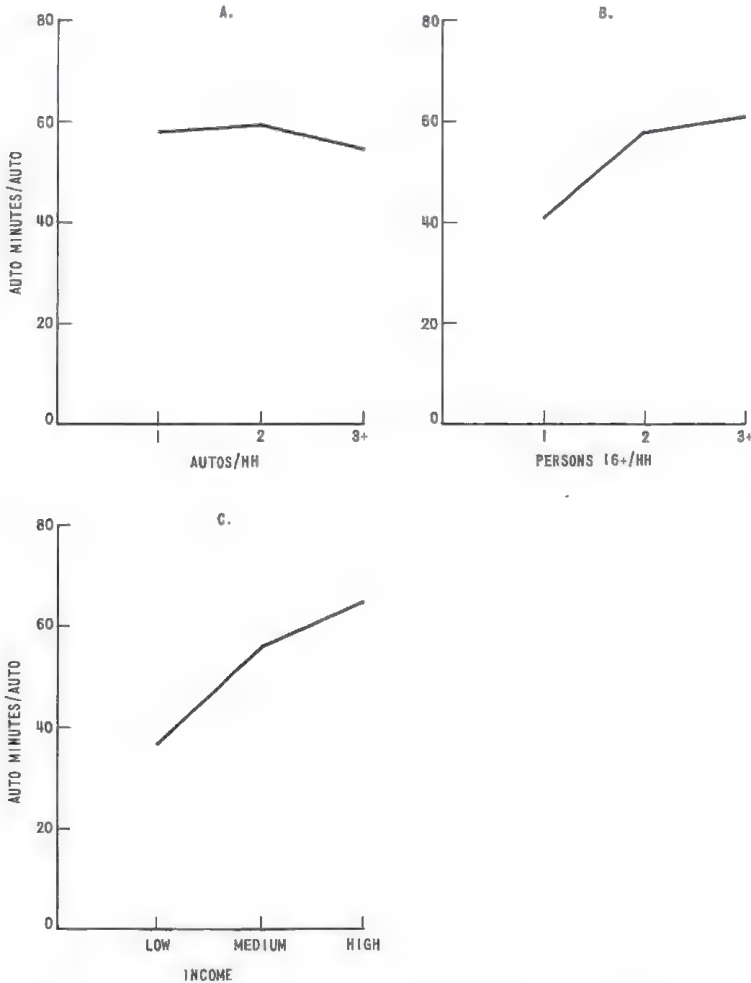 A.
80
60
40
20
0
AUTO MINUTES/AUTO
1 2 3+
AUTOS/HH
B.
80
60
40
20
0
1 2 3+
PERSONS 16+/HH
C.
80
60
40
20
0
AUTO MINUTES/AUTO
LOW MEDIUM HIGH
INCOME